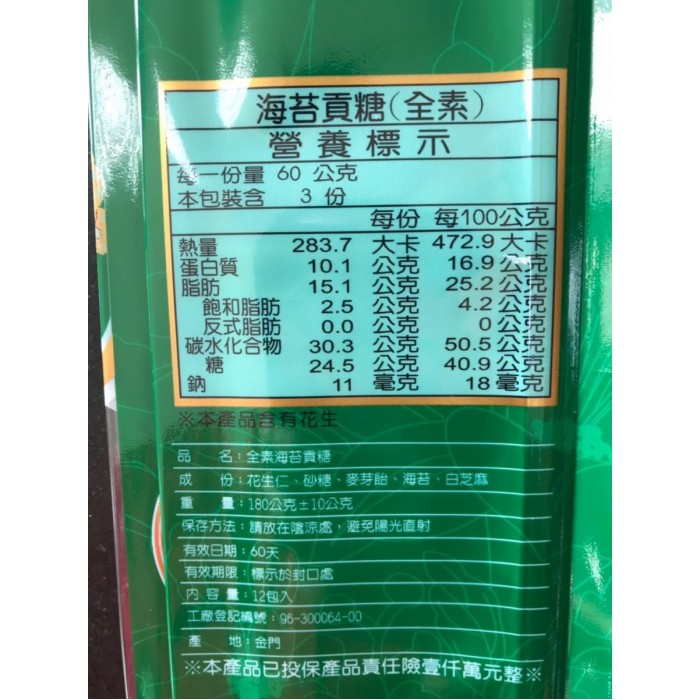 海苔貢糖(全素)
營養標示
每一份量 60 公克
本包裝含 3 份
每份 每100公克
熱量 283.7 大卡 472.9 大卡
蛋白質 10.1 公克 16.9 公克
脂肪 15.1 公克 25.2 公克
飽和脂肪 2.5 公克 4.2 公克
反式脂肪 0.0 公克 0 公克
碳水化合物 30.3 公克 50.5 公克
糖 24.5 公克 40.9 公克
鈉 11 毫克 18 毫克
※本產品含有花生
品 名：全素海苔貢糖
成 份：花生仁、砂糖、麥芽飴、海苔、白芝麻
重 量：180公克±10公克
保存方法：請放在陰涼處，避免陽光直射
有效日期：60天
有效期限：標示於封口處
內 容 量：12包入
工廠登記編號：96-300064-00
產 地：金門
※本產品已投保產品責任險壹仟萬元整※